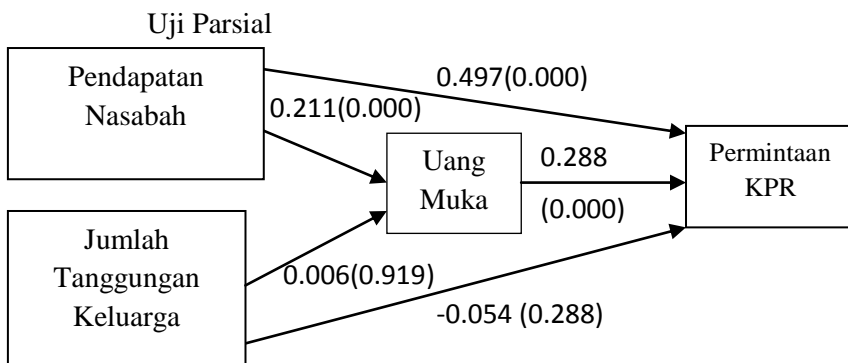 Uji Parsial
Pendapatan
Nasabah
0.497(0.000)
0.211(0.000)
Uang
Muka
0.288
(0.000)
Permintaan
KPR
Jumlah
Tanggungan
Keluarga
0.006(0.919)
-0.054 (0.288)